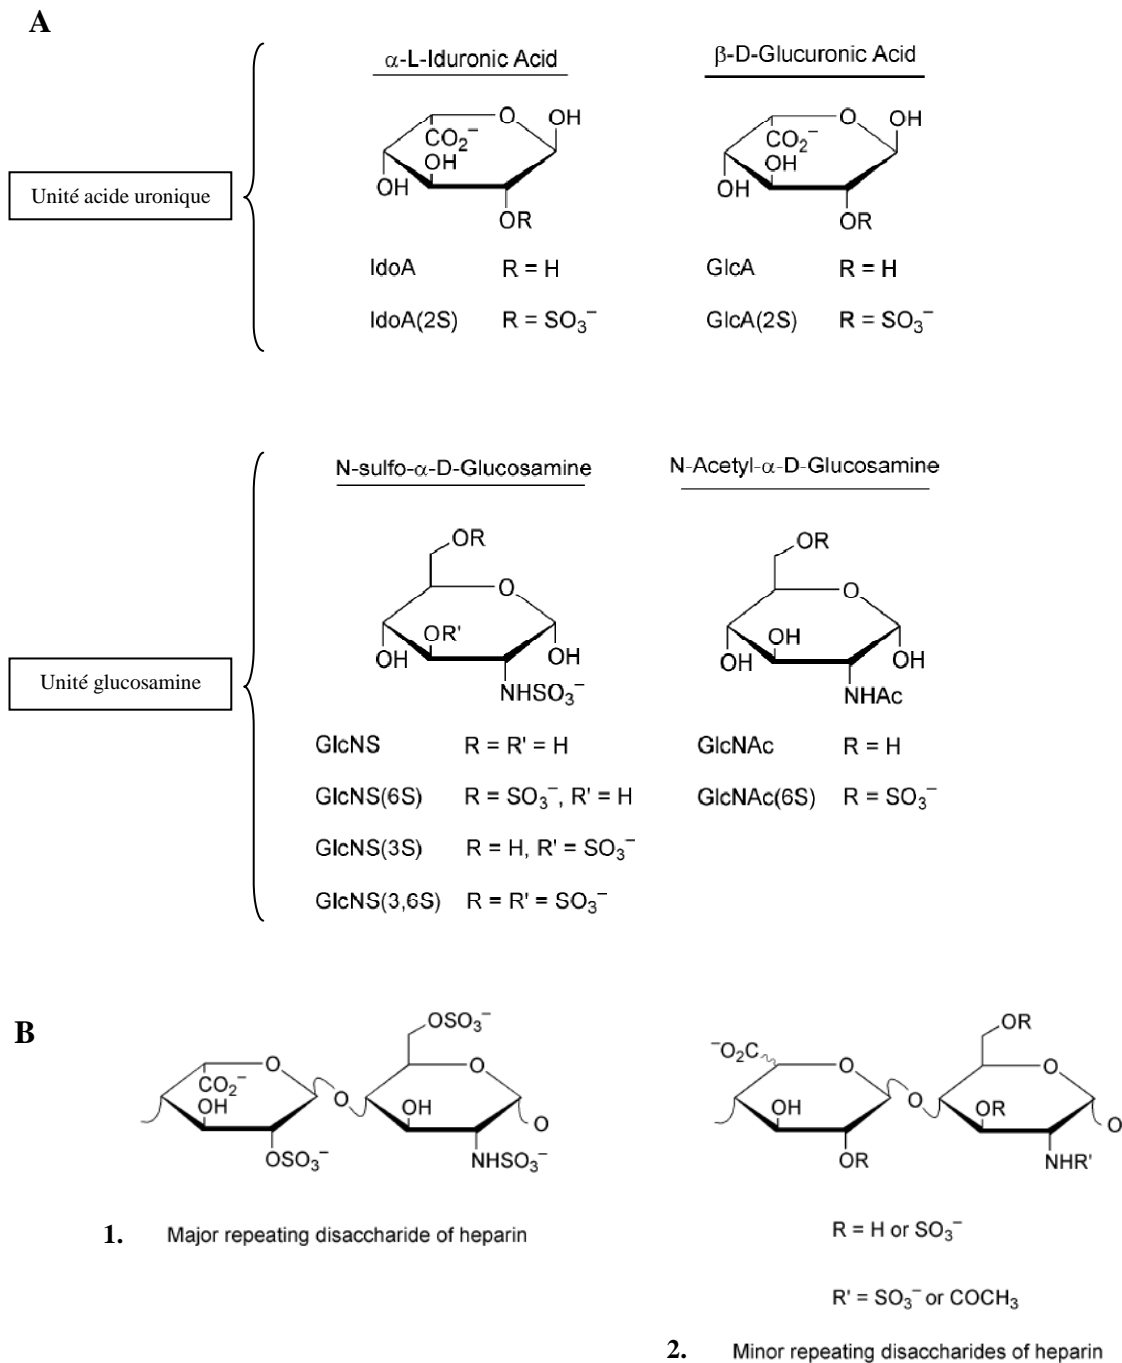 A
α-L-Iduronic Acid
β-D-Glucuronic Acid
O
OH
CO₂⁻
OH
OH
OR
O
OH
CO₂⁻
OH
OH
OR
Unité acide uronique
IdoA R = H
GlcA R = H
IdoA(2S) R = SO₃⁻
GlcA(2S) R = SO₃⁻
N-sulfo-α-D-Glucosamine
N-Acetyl-α-D-Glucosamine
OR
O
OR'
OH
OH
NHSO₃⁻
OR
O
OH
OH
OH
NHAc
Unité glucosamine
GlcNS R = R' = H
GlcNAc R = H
GlcNS(6S) R = SO₃⁻, R' = H
GlcNAc(6S) R = SO₃⁻
GlcNS(3S) R = H, R' = SO₃⁻
GlcNS(3,6S) R = R' = SO₃⁻
B
OSO₃⁻
O
O
CO₂⁻
OH
O
OH
O
OSO₃⁻
NHSO₃⁻
OR
⁻O₂C
O
O
OH
O
OR
O
OR
NHR'
1. Major repeating disaccharide of heparin
R = H or SO₃⁻
R' = SO₃⁻ or COCH₃
2. Minor repeating disaccharides of heparin